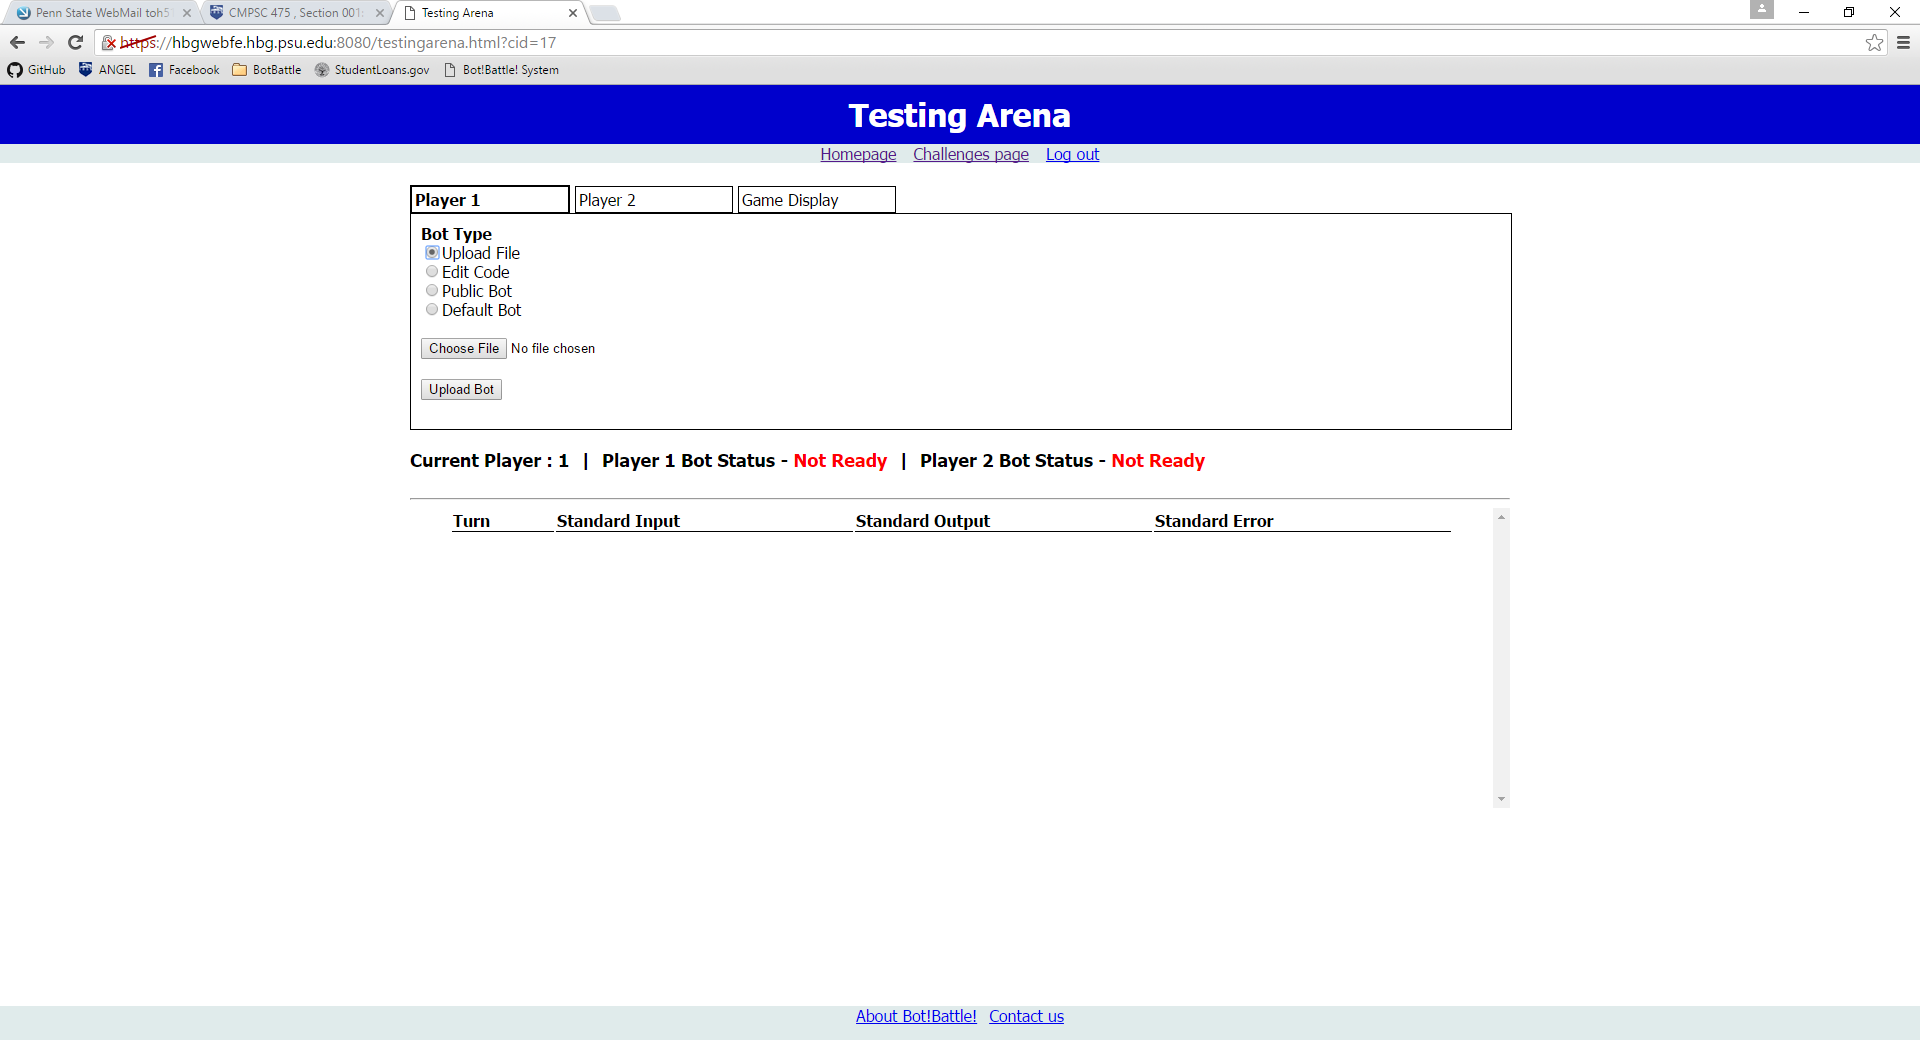 Penn State WebMail toh5
CMPSC 475 , Section 001:
Testing Arena
https://hbgwebfe.hbg.psu.edu:8080/testingarena.html?cid=17
GitHub ANGEL Facebook BotBattle StudentLoans.gov Bot!Battle! System
Testing Arena
Homepage Challenges page Log out
Player 1 Player 2 Game Display
Bot Type
Upload File
Edit Code
Public Bot
Default Bot
Choose File No file chosen
Upload Bot
Current Player : 1 | Player 1 Bot Status - Not Ready | Player 2 Bot Status - Not Ready
Turn Standard Input Standard Output Standard Error
About Bot!Battle! Contact us